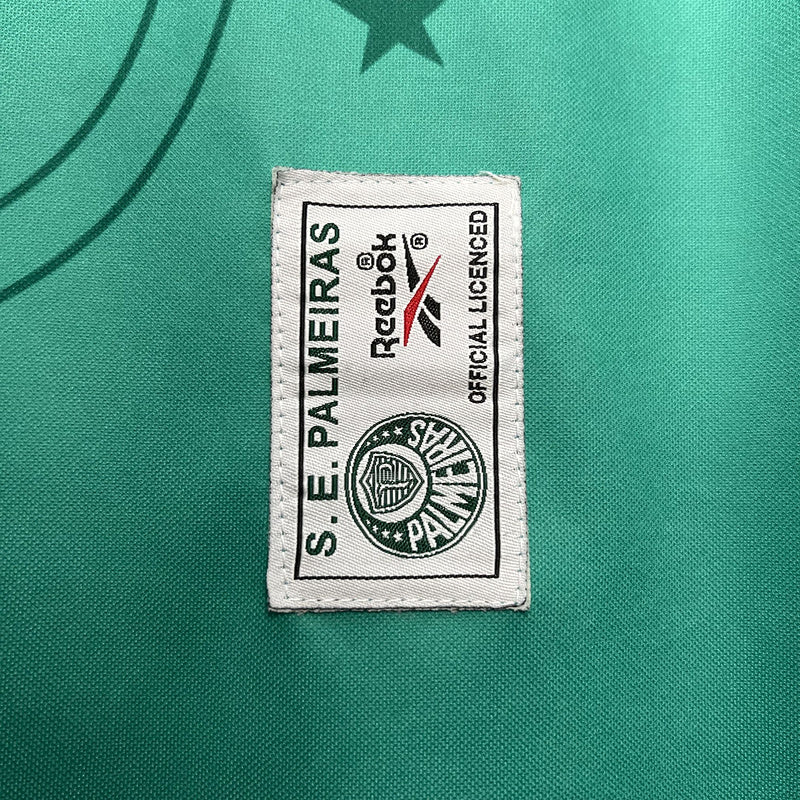 S. E. PALMEIRAS
Reebok®
®
OFFICIAL LICENCED
PALMEIRAS